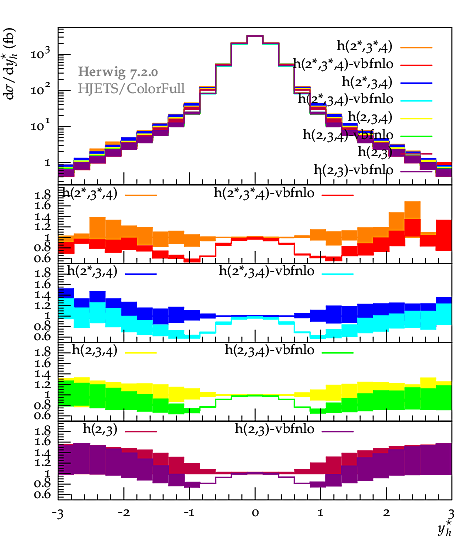 dσ/dy*h (fb)
10³
10²
10¹
1
Herwig 7.2.0
HJETS/ColorFull
h(2*,3*,4)
h(2*,3*,4)-vbfnlo
h(2*,3,4)
h(2*,3,4)-vbfnlo
h(2,3,4)
h(2,3,4)-vbfnlo
h(2,3)
h(2,3)-vbfnlo
h(2*,3*,4) h(2*,3*,4)-vbfnlo
1.8
1.6
1.4
1.2
1
0.8
0.6
h(2*,3,4) h(2*,3,4)-vbfnlo
1.8
1.6
1.4
1.2
1
0.8
0.6
h(2,3,4) h(2,3,4)-vbfnlo
1.8
1.6
1.4
1.2
1
0.8
0.6
h(2,3) h(2,3)-vbfnlo
1.8
1.6
1.4
1.2
1
0.8
0.6
-3 -2 -1 0 1 2 3
y*h